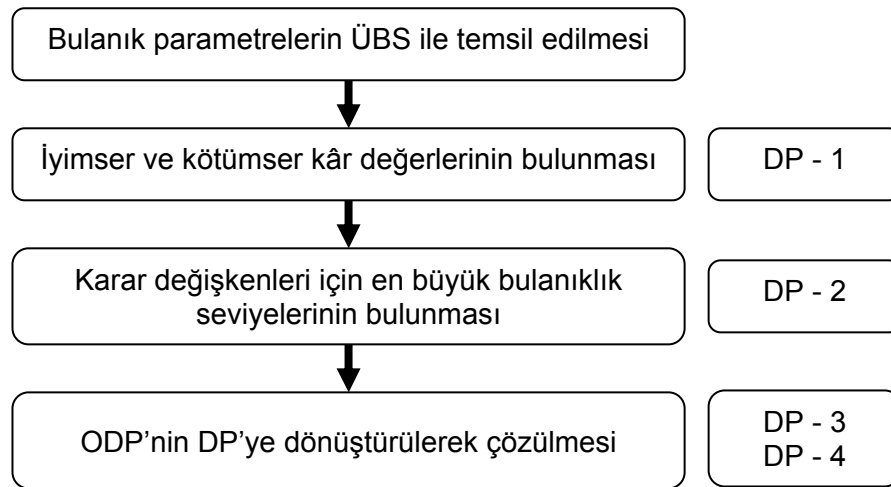 Bulanık parametrelerin ÜBS ile temsil edilmesi
İyimser ve kötümser kâr değerlerinin bulunması
DP - 1
Karar değişkenleri için en büyük bulanıklık
seviyelerinin bulunması
DP - 2
ODP’nin DP’ye dönüştürülerek çözülmesi
DP - 3
DP - 4